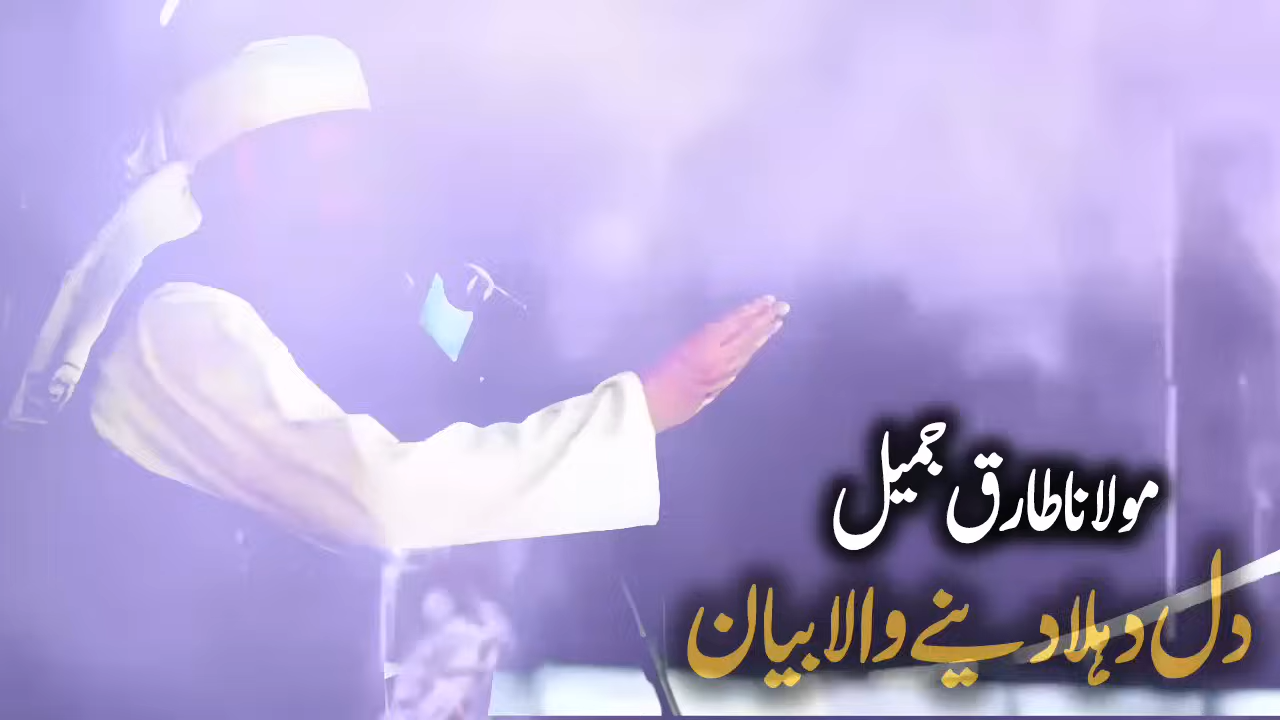 مولانا طارق جمیل
دل دہلا دینے والا بیان